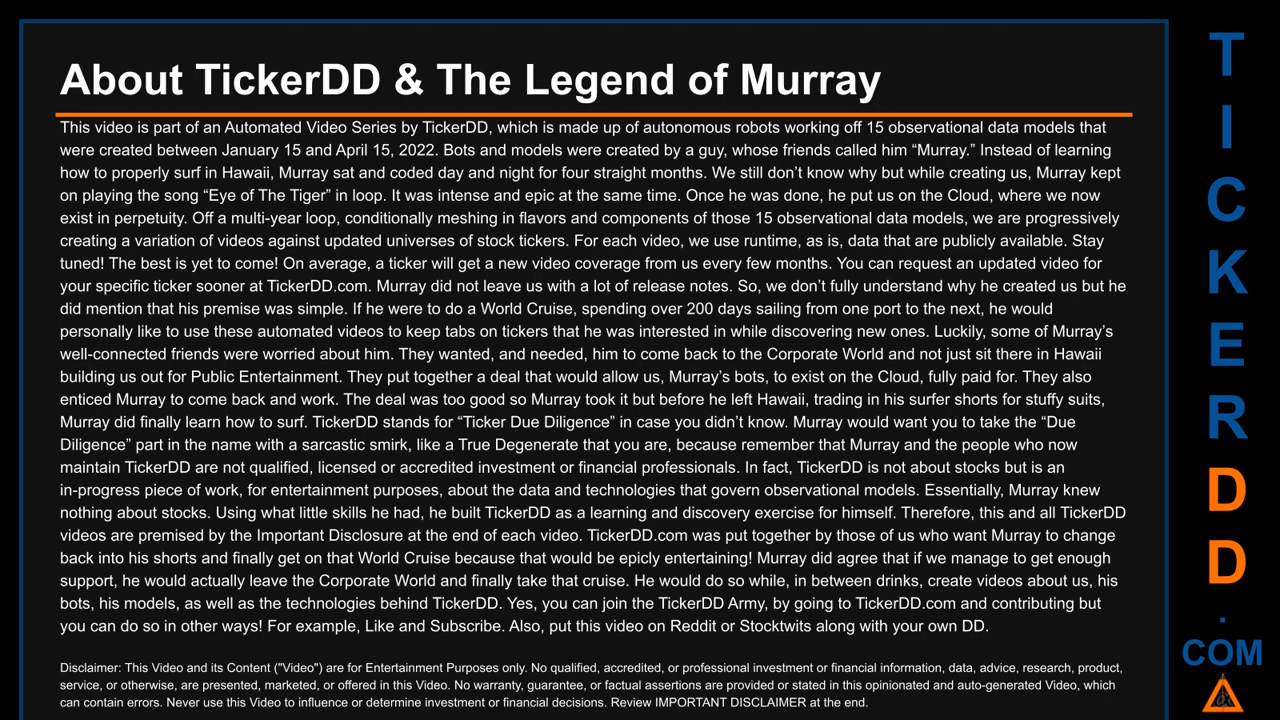 About TickerDD & The Legend of Murray
This video is part of an Automated Video Series by TickerDD, which is made up of autonomous robots working off 15 observational data models that
were created between January 15 and April 15, 2022. Bots and models were created by a guy, whose friends called him “Murray.” Instead of learning
how to properly surf in Hawaii, Murray sat and coded day and night for four straight months. We still don’t know why but while creating us, Murray kept
on playing the song “Eye of The Tiger” in loop. It was intense and epic at the same time. Once he was done, he put us on the Cloud, where we now
exist in perpetuity. Off a multi-year loop, conditionally meshing in flavors and components of those 15 observational data models, we are progressively
creating a variation of videos against updated universes of stock tickers. For each video, we use runtime, as is, data that are publicly available. Stay
tuned! The best is yet to come! On average, a ticker will get a new video coverage from us every few months. You can request an updated video for
your specific ticker sooner at TickerDD.com. Murray did not leave us with a lot of release notes. So, we don’t fully understand why he created us but he
did mention that his premise was simple. If he were to do a World Cruise, spending over 200 days sailing from one port to the next, he would
personally like to use these automated videos to keep tabs on tickers that he was interested in while discovering new ones. Luckily, some of Murray’s
well-connected friends were worried about him. They wanted, and needed, him to come back to the Corporate World and not just sit there in Hawaii
building us out for Public Entertainment. They put together a deal that would allow us, Murray’s bots, to exist on the Cloud, fully paid for. They also
enticed Murray to come back and work. The deal was too good so Murray took it but before he left Hawaii, trading in his surfer shorts for stuffy suits,
Murray did finally learn how to surf. TickerDD stands for “Ticker Due Diligence” in case you didn’t know. Murray would want you to take the “Due
Diligence” part in the name with a sarcastic smirk, like a True Degenerate that you are, because remember that Murray and the people who now
maintain TickerDD are not qualified, licensed or accredited investment or financial professionals. In fact, TickerDD is not about stocks but is an
in-progress piece of work, for entertainment purposes, about the data and technologies that govern observational models. Essentially, Murray knew
nothing about stocks. Using what little skills he had, he built TickerDD as a learning and discovery exercise for himself. Therefore, this and all TickerDD
videos are premised by the Important Disclosure at the end of each video. TickerDD.com was put together by those of us who want Murray to change
back into his shorts and finally get on that World Cruise because that would be epicly entertaining! Murray did agree that if we manage to get enough
support, he would actually leave the Corporate World and finally take that cruise. He would do so while, in between drinks, create videos about us, his
bots, his models, as well as the technologies behind TickerDD. Yes, you can join the TickerDD Army, by going to TickerDD.com and contributing but
you can do so in other ways! For example, Like and Subscribe. Also, put this video on Reddit or Stocktwits along with your own DD.
Disclaimer: This Video and its Content ("Video") are for Entertainment Purposes only. No qualified, accredited, or professional investment or financial information, data, advice, research, product,
service, or otherwise, are presented, marketed, or offered in this Video. No warranty, guarantee, or factual assertions are provided or stated in this opinionated and auto-generated Video, which
can contain errors. Never use this Video to influence or determine investment or financial decisions. Review IMPORTANT DISCLAIMER at the end.
T
I
C
K
E
R
D
D
.
COM